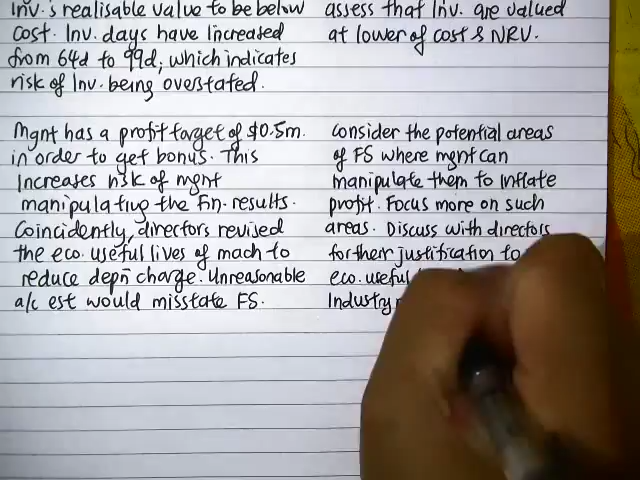 Inv.'s realisable value to be below
cost. Inv. days have increased
from 64d to 99d, which indicates
risk of Inv. being overstated.
assess that Inv. are valued
at lower of cost & NRV.
Mgnt has a profit target of $0.5m.
in order to get bonus. This
Increases risk of mgnt
manipulating the Fin. results.
Coincidently, directors revised
the eco. useful lives of mach to
reduce depn charge. Unreasonable
a/c est would misstate FS.
Consider the potential areas
of FS where mgnt can
manipulate them to inflate
profit. Focus more on such
areas. Discuss with directors
for their justification to
eco. useful
Industry